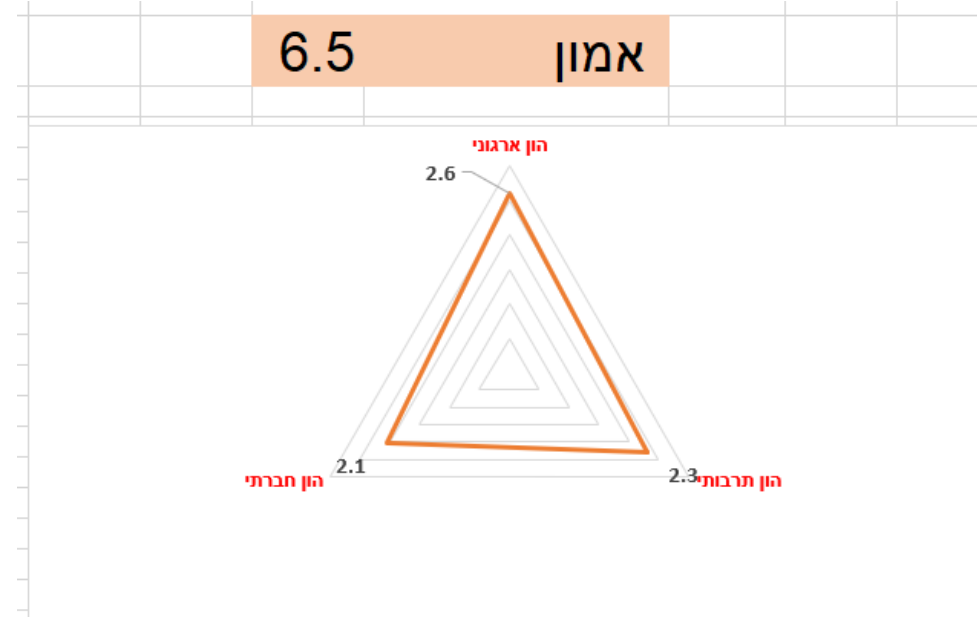 אמון 6.5
הון ארגוני
2.6
2.3
הון תרבותי
2.1
הון חברתי